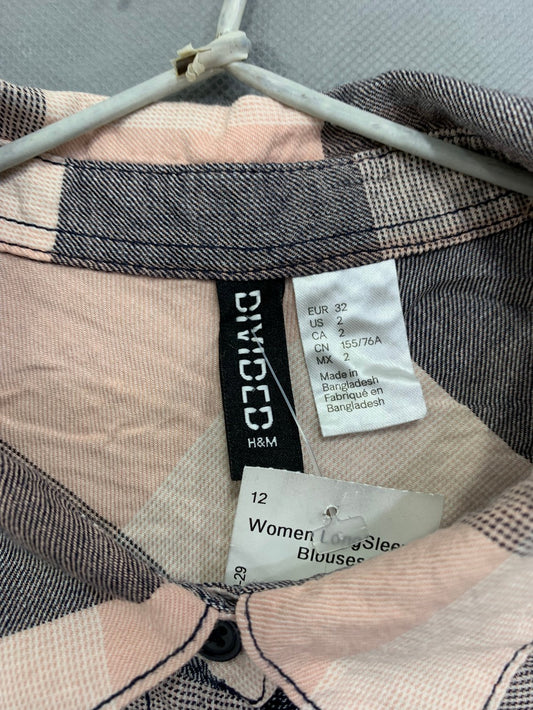 DIVIDED
H&M
EUR 32
US 2
CA 2
CN 155/76A
MX 2
Made in
Bangladesh
Fabriqué en
Bangladesh
12
Women
Blouses
-29